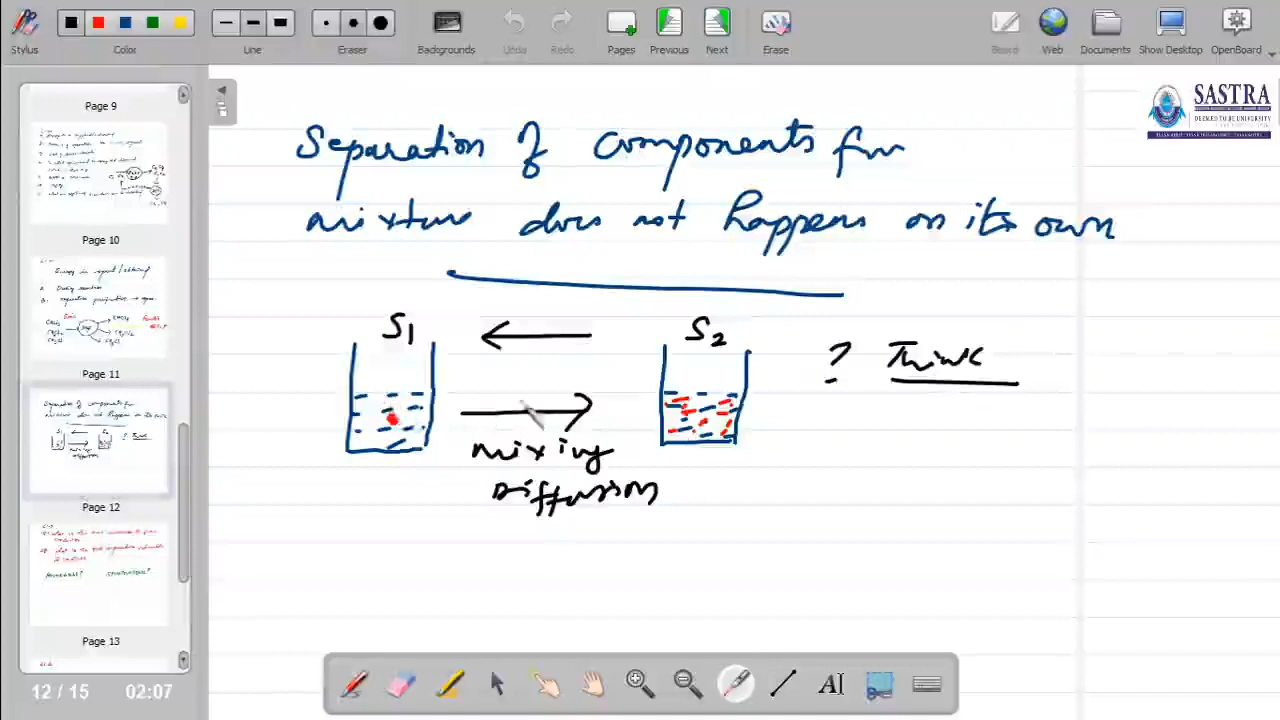 Stylus
Color
Line
Eraser
Backgrounds
Undo
Redo
Pages
Previous
Next
Erase
Board
Web
Documents
Show Desktop
OpenBoard
SASTRA
DEEMED TO BE UNIVERSITY
Page 9
Page 10
Page 11
Page 12
Page 13
12 / 15 02:07
Separation of components from
mixture does not happens on its own
S1
S2
? Think
mixing
Diffusion
AI